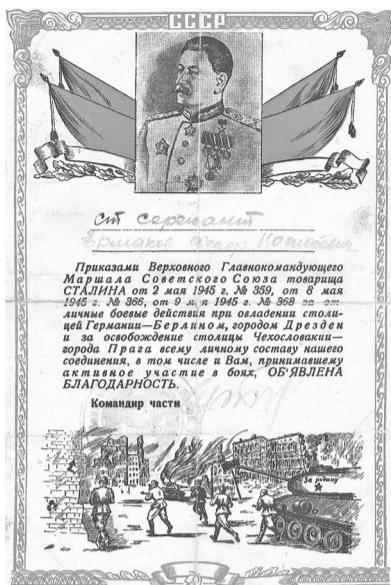 СССР
Ст сержант
Ермаков
Приказами Верховного Главнокомандующего
Маршала Советского Союза товарища
СТАЛИНА от 2 мая 1945 г. № 359, от 8 мая
1945 г. № 366, от 9 мая 1945 г. № 368 за от-
личные боевые действия при овладении столи-
цей Германии—Берлином, городом Дрезден
и за освобождение столицы Чехословакии—
города Прага всему личному составу нашего
соединения, в том числе и Вам, принимавшему
активное участие в боях, ОБ'ЯВЛЕНА
БЛАГОДАРНОСТЬ.
Командир части
За родину